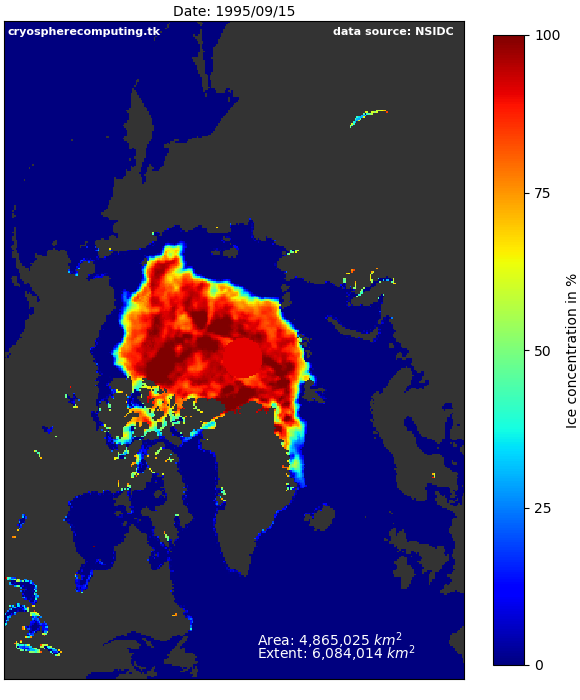 Date: 1995/09/15
cryospherecomputing.tk data source: NSIDC
100
75
50
25
0
Ice concentration in %
Area: 4,865,025 km²
Extent: 6,084,014 km²